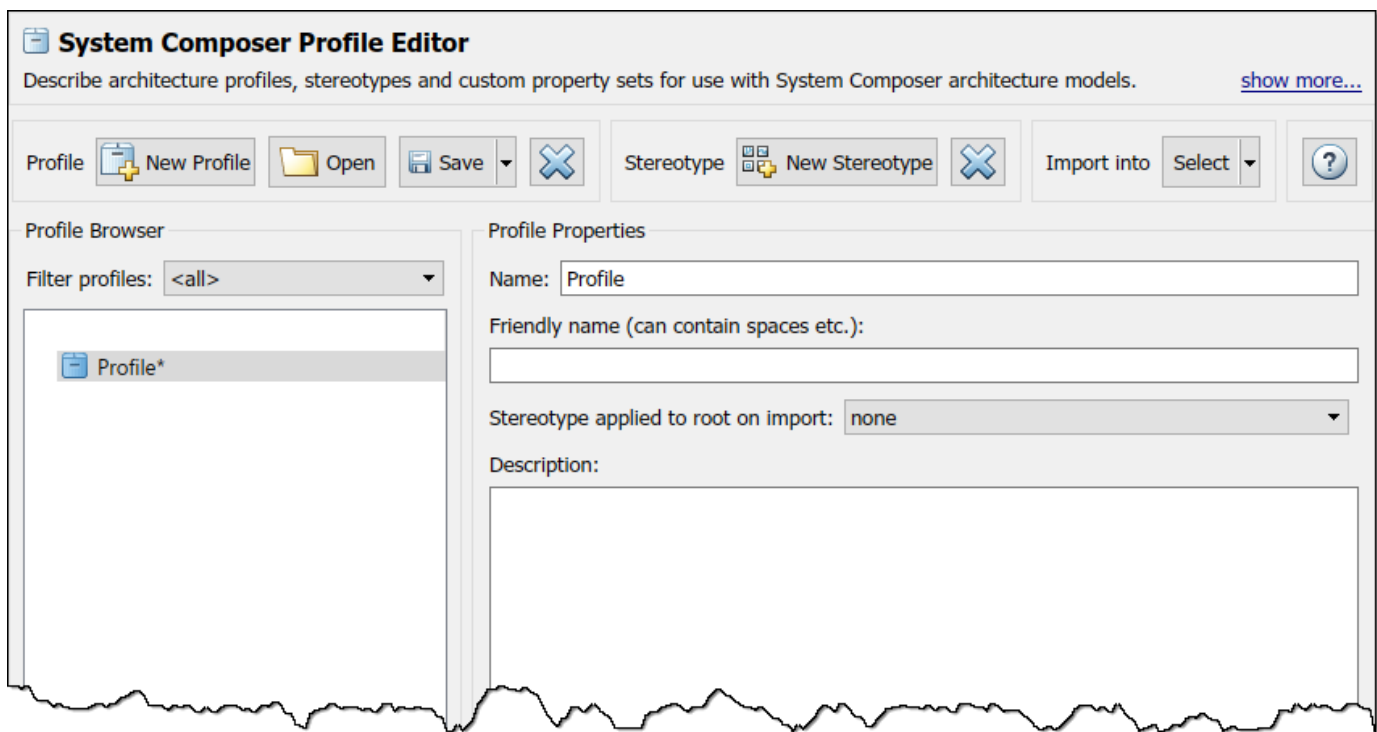 System Composer Profile Editor
Describe architecture profiles, stereotypes and custom property sets for use with System Composer architecture models. show more...
Profile New Profile Open Save Stereotype New Stereotype Import into Select ?
Profile Browser
Filter profiles: <all>
Profile*
Profile Properties
Name: Profile
Friendly name (can contain spaces etc.):
Stereotype applied to root on import: none
Description: